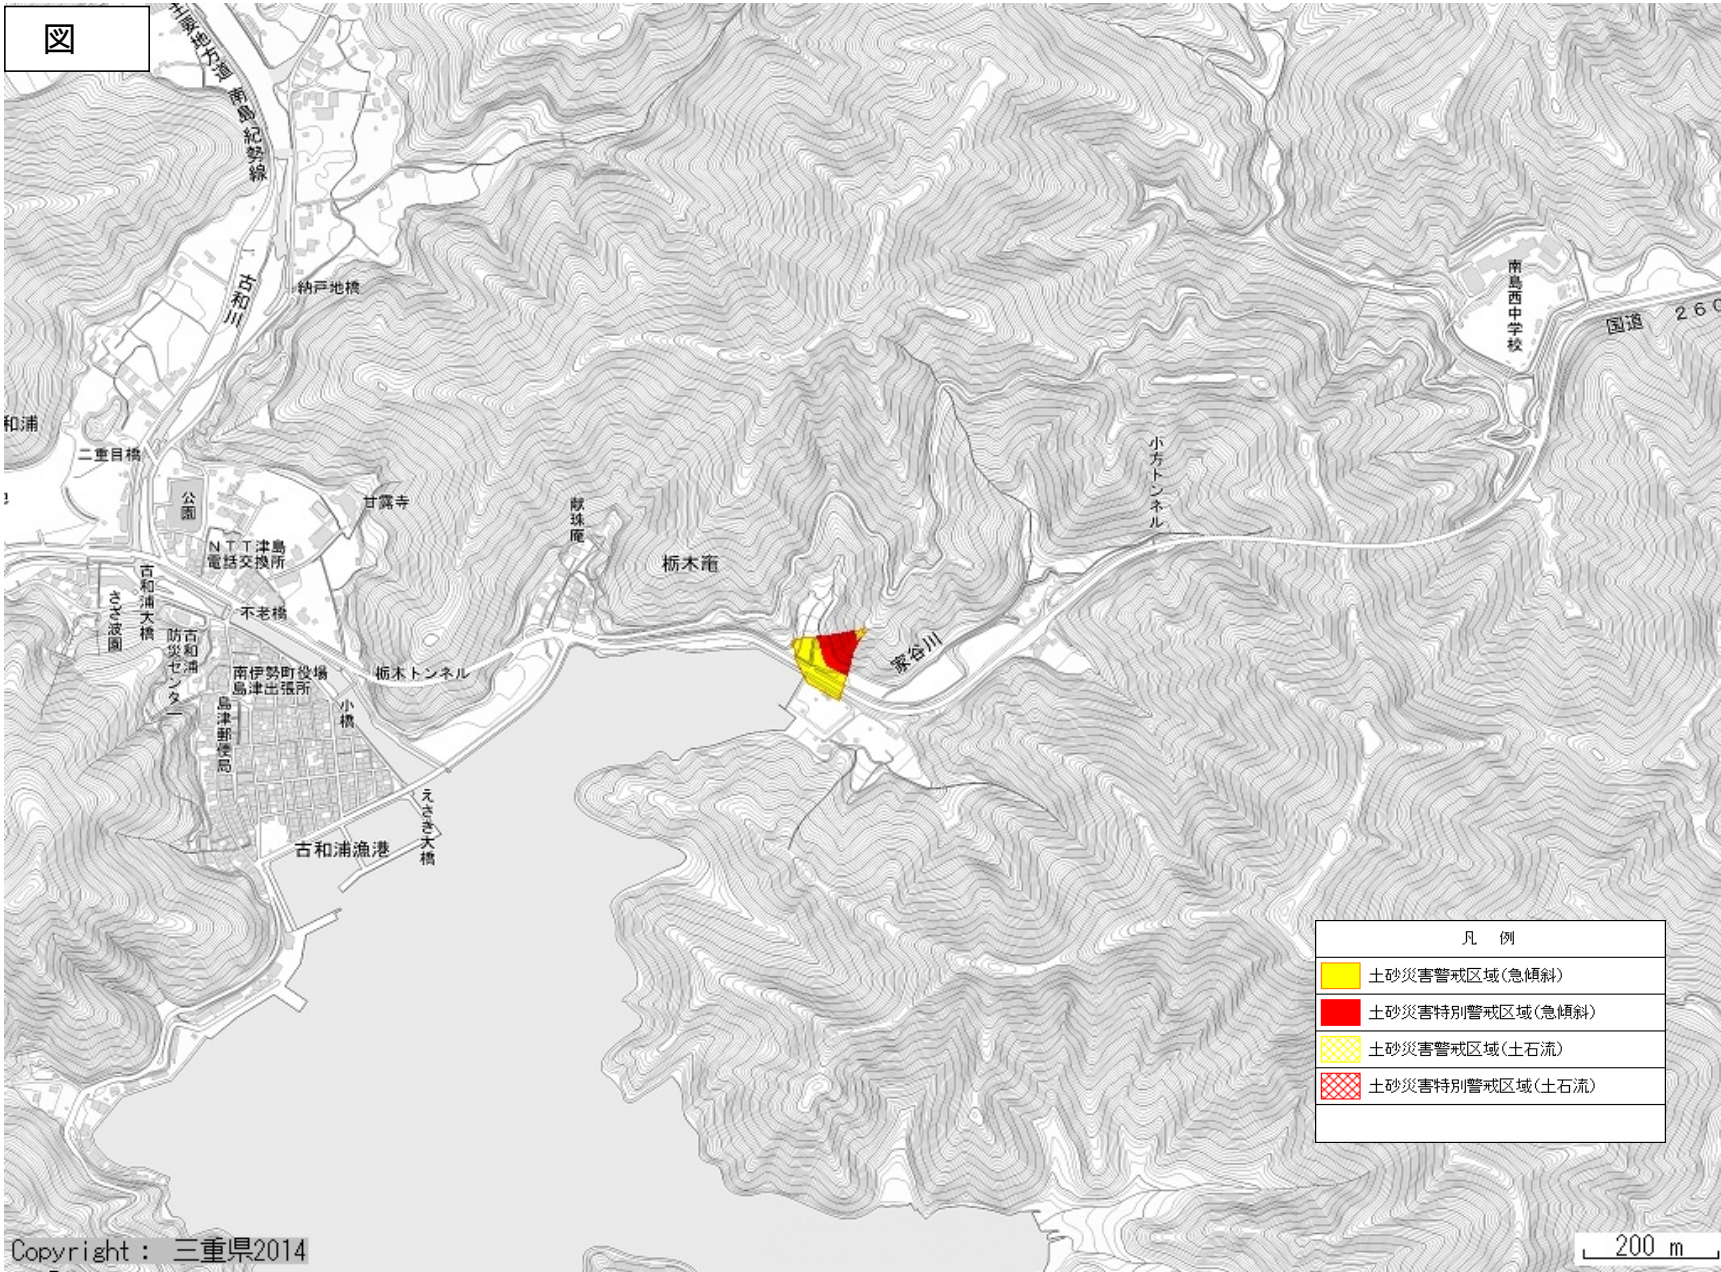 図
主要地方道 南島紀勢線
古和川
納戸地橋
南島西中学校
国道 260
和浦
二重目橋
公園
甘露寺
NTT津島
電話交換所
献珠庵
栃木竈
小方トンネル
古和浦大橋
さざ波園
不老橋
古和浦
防災センター
南伊勢町役場
島津出張所
栃木トンネル
家谷川
島津郵便局
小橋
えさき大橋
古和浦漁港
凡 例
土砂災害警戒区域(急傾斜)
土砂災害特別警戒区域(急傾斜)
土砂災害警戒区域(土石流)
土砂災害特別警戒区域(土石流)
Copyright : 三重県2014
200 m